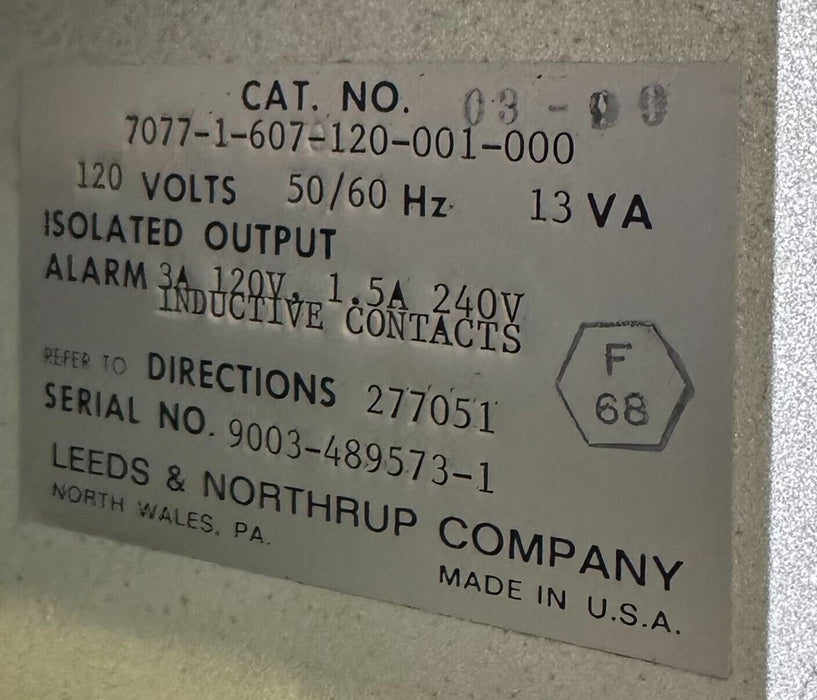 CAT. NO. 03-90
7077-1-607-120-001-000
120 VOLTS 50/60 Hz 13 VA
ISOLATED OUTPUT
ALARM 3A 120V, 1.5A 240V
INDUCTIVE CONTACTS
F
68
REFER TO DIRECTIONS 277051
SERIAL NO. 9003-489573-1
LEEDS & NORTHRUP COMPANY
NORTH WALES, PA.
MADE IN U.S.A.